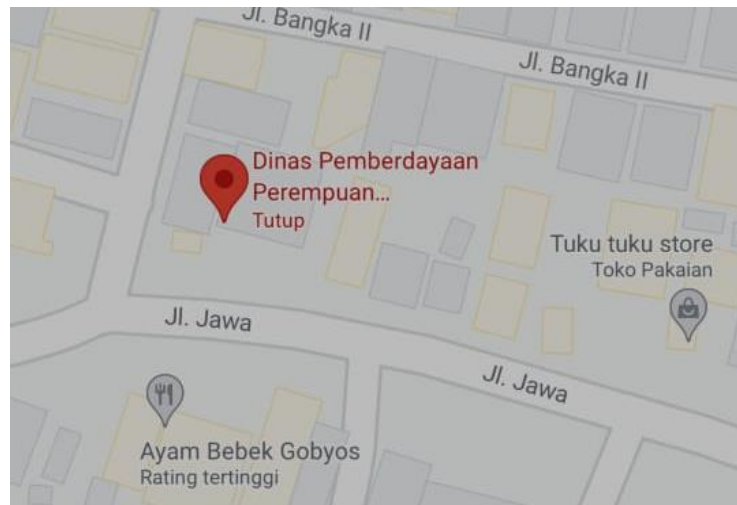 Jl. Bangka II
Jl. Bangka II
Dinas Pemberdayaan
Perempuan...
Tutup
Tuku tuku store
Toko Pakaian
Jl. Jawa
Jl. Jawa
Ayam Bebek Gobyos
Rating tertinggi